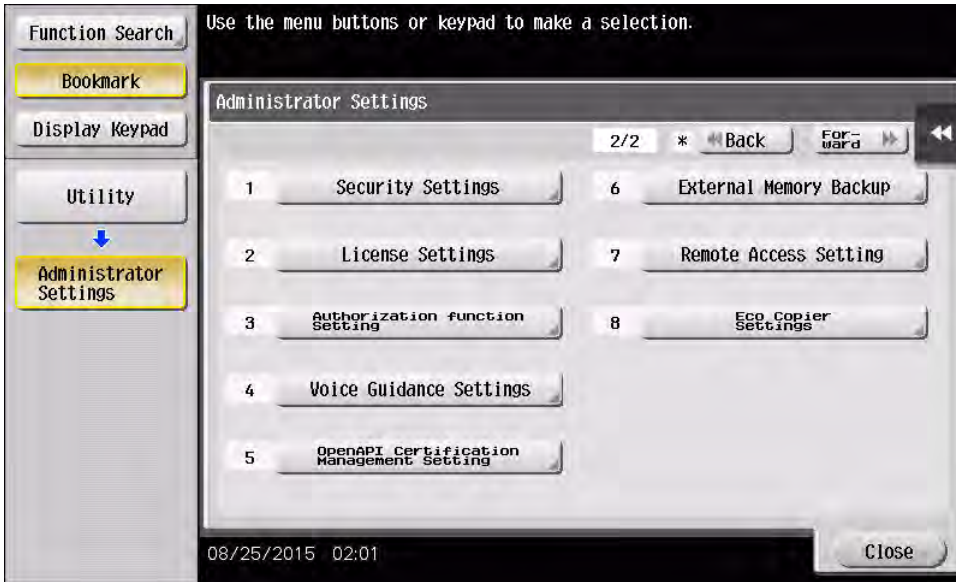 Function Search
Bookmark
Display Keypad
Utility
Administrator
Settings
Use the menu buttons or keypad to make a selection.
Administrator Settings
2/2 * Back For-
ward
1 Security Settings
2 License Settings
3 Authorization function
Setting
4 Voice Guidance Settings
5 OpenAPI Certification
Management Setting
6 External Memory Backup
7 Remote Access Setting
8 Eco Copier
Settings
08/25/2015 02:01
Close